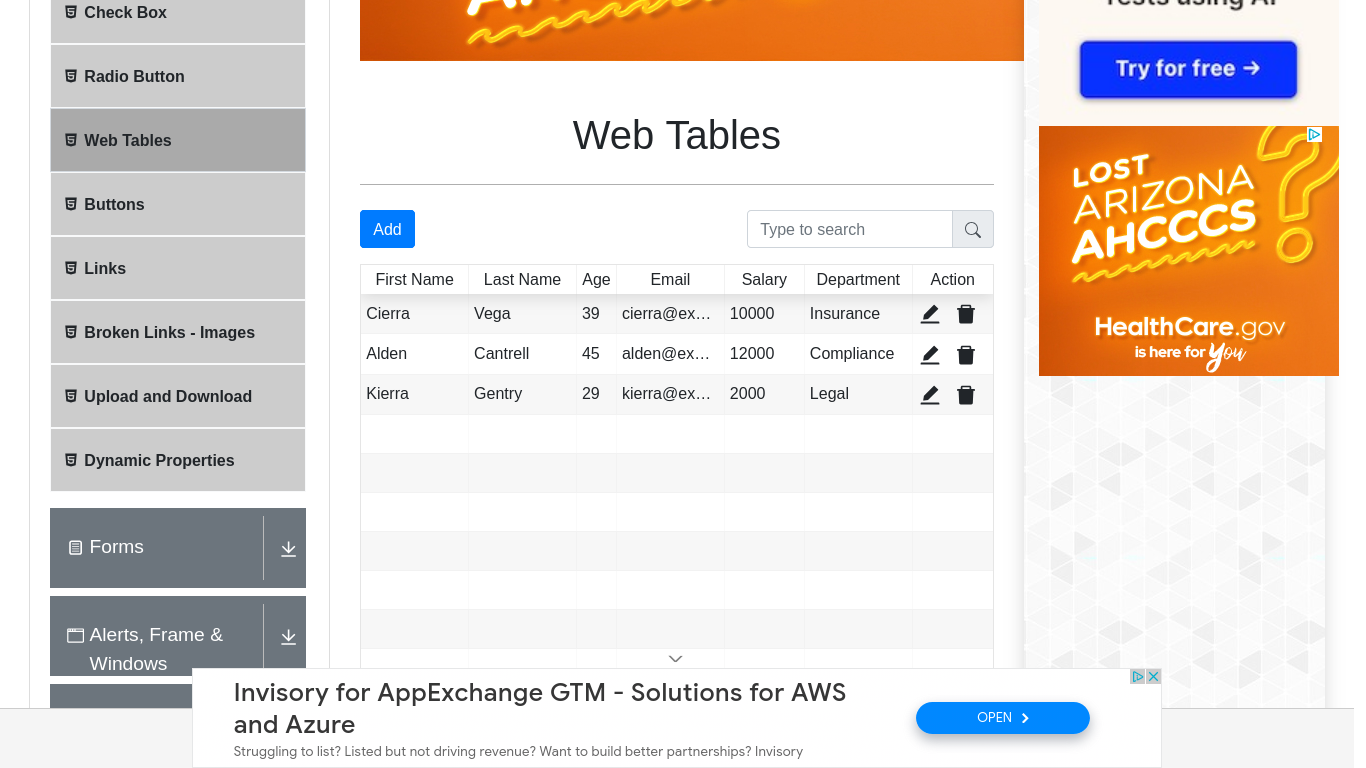 Check Box
Radio Button
Web Tables
Buttons
Links
Broken Links - Images
Upload and Download
Dynamic Properties
Forms
Alerts, Frame &
Windows
Web Tables
Add
Type to search
First Name Last Name Age Email Salary Department Action
Cierra Vega 39 cierra@ex… 10000 Insurance
Alden Cantrell 45 alden@ex… 12000 Compliance
Kierra Gentry 29 kierra@ex… 2000 Legal
Tests using AI
Try for free →
LOST
ARIZONA
AHCCCS
?
HealthCare.gov
is here for you
Invisory for AppExchange GTM - Solutions for AWS
and Azure
Struggling to list? Listed but not driving revenue? Want to build better partnerships? Invisory
OPEN